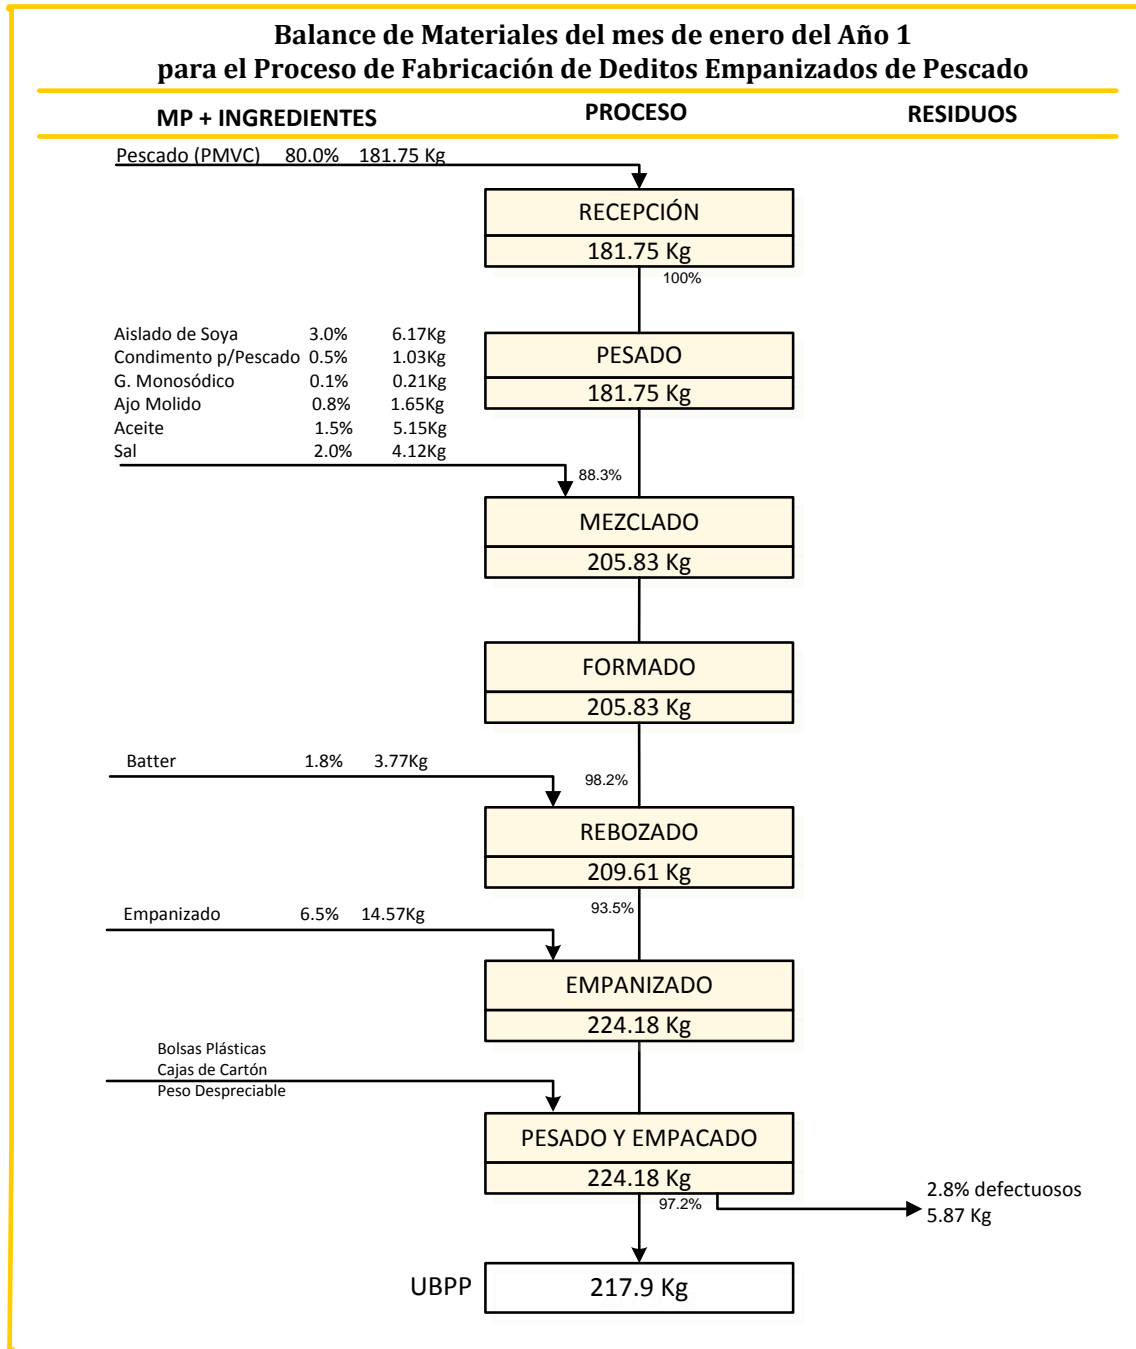 Balance de Materiales del mes de enero del Año 1
para el Proceso de Fabricación de Deditos Empanizados de Pescado
MP + INGREDIENTES PROCESO RESIDUOS
Pescado (PMVC) 80.0% 181.75 Kg
RECEPCIÓN
181.75 Kg
100%
Aislado de Soya 3.0% 6.17Kg
Condimento p/Pescado 0.5% 1.03Kg
G. Monosódico 0.1% 0.21Kg
Ajo Molido 0.8% 1.65Kg
Aceite 1.5% 5.15Kg
Sal 2.0% 4.12Kg
PESADO
181.75 Kg
88.3%
MEZCLADO
205.83 Kg
FORMADO
205.83 Kg
Batter 1.8% 3.77Kg
98.2%
REBOZADO
209.61 Kg
93.5%
Empanizado 6.5% 14.57Kg
EMPANIZADO
224.18 Kg
Bolsas Plásticas
Cajas de Cartón
Peso Despreciable
PESADO Y EMPACADO
224.18 Kg
97.2%
2.8% defectuosos
5.87 Kg
UBPP 217.9 Kg